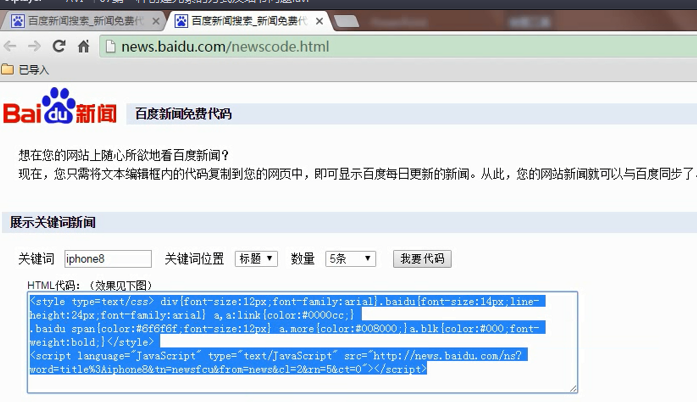 百度新闻搜索_新闻免费代
百度新闻搜索_新闻免费代
news.baidu.com/newscode.html
已导入
Bai du 新闻
百度新闻免费代码
想在您的网站上随心所欲地看百度新闻?
现在，您只需将文本编辑框内的代码复制到您的网页中，即可显示百度每日更新的新闻。从此，您的网站新闻就可以与百度同步了
展示关键词新闻
关键词 iphone8 关键词位置 标题 数量 5条 我要代码
HTML代码：（效果见下图）
<style type=text/css> div{font-size:12px;font-family:arial}.baidu{font-size:14px;line-
height:24px;font-family:arial} a,a:link{color:#0000cc;}
.baidu span{color:#6f6f6f;font-size:12px} a.more{color:#008000;}a.blk{color:#000;font-
weight:bold;}</style>
<script language="JavaScript" type="text/JavaScript" src="http://news.baidu.com/ns?
word=title%3Aiphone8&tn=newsfcu&from=news&cl=2&rn=5&ct=0"></script>